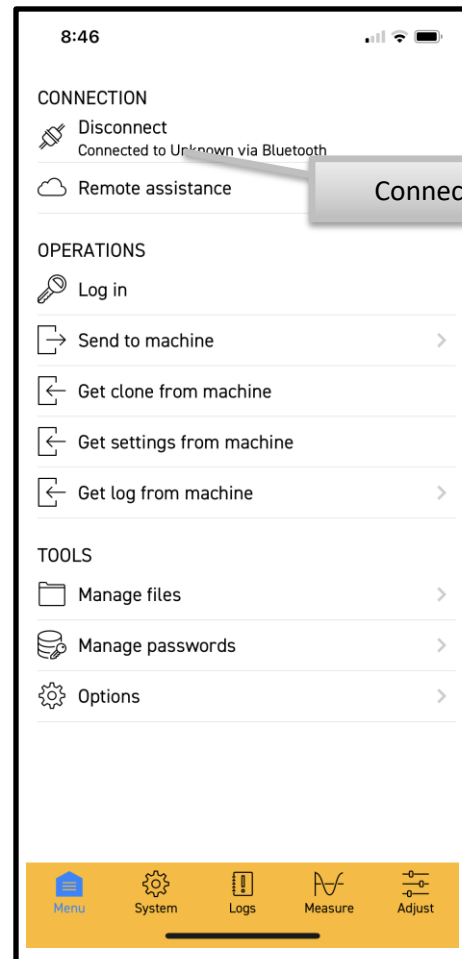 8:46
CONNECTION
Disconnect
Connected to Unknown via Bluetooth
Remote assistance
Connec
OPERATIONS
Log in
Send to machine
Get clone from machine
Get settings from machine
Get log from machine
TOOLS
Manage files
Manage passwords
Options
Menu System Logs Measure Adjust